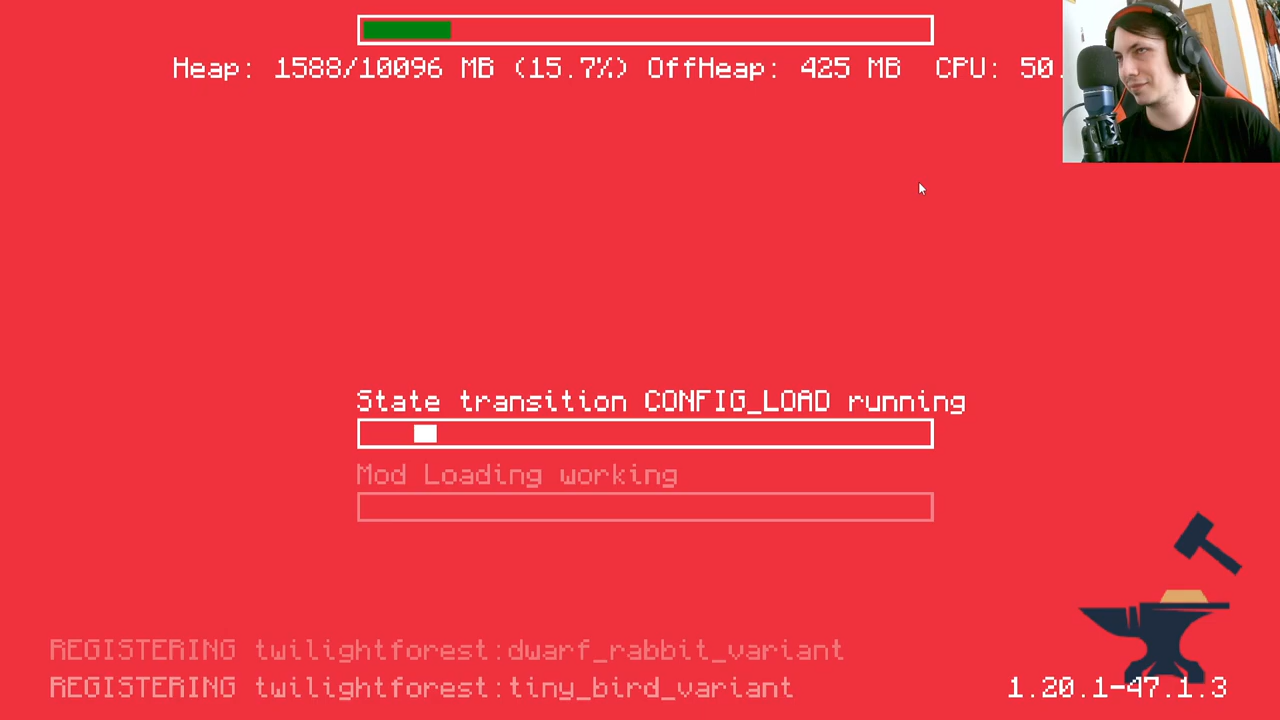 Heap: 1588/10096 MB (15.7%) OffHeap: 425 MB CPU: 50.
State transition CONFIG_LOAD running
Mod Loading working
REGISTERING twilightforest:dwarf_rabbit_variant
REGISTERING twilightforest:tiny_bird_variant
1.20.1-47.1.3